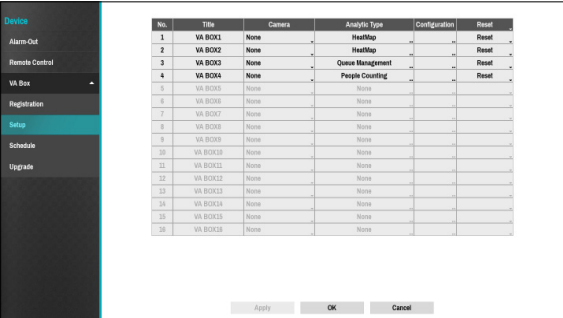 Device
Alarm-Out
Remote Control
VA Box
Registration
Setup
Schedule
Upgrade
No. Title Camera Analytic Type Configuration Reset
1 VA BOX1 None HeatMap Reset
2 VA BOX2 None HeatMap Reset
3 VA BOX3 None Queue Management Reset
4 VA BOX4 None People Counting Reset
5 VA BOX5 None None
6 VA BOX6 None None
7 VA BOX7 None None
8 VA BOX8 None None
9 VA BOX9 None None
10 VA BOX10 None None
11 VA BOX11 None None
12 VA BOX12 None None
13 VA BOX13 None None
14 VA BOX14 None None
15 VA BOX15 None None
16 VA BOX16 None None
Apply OK Cancel